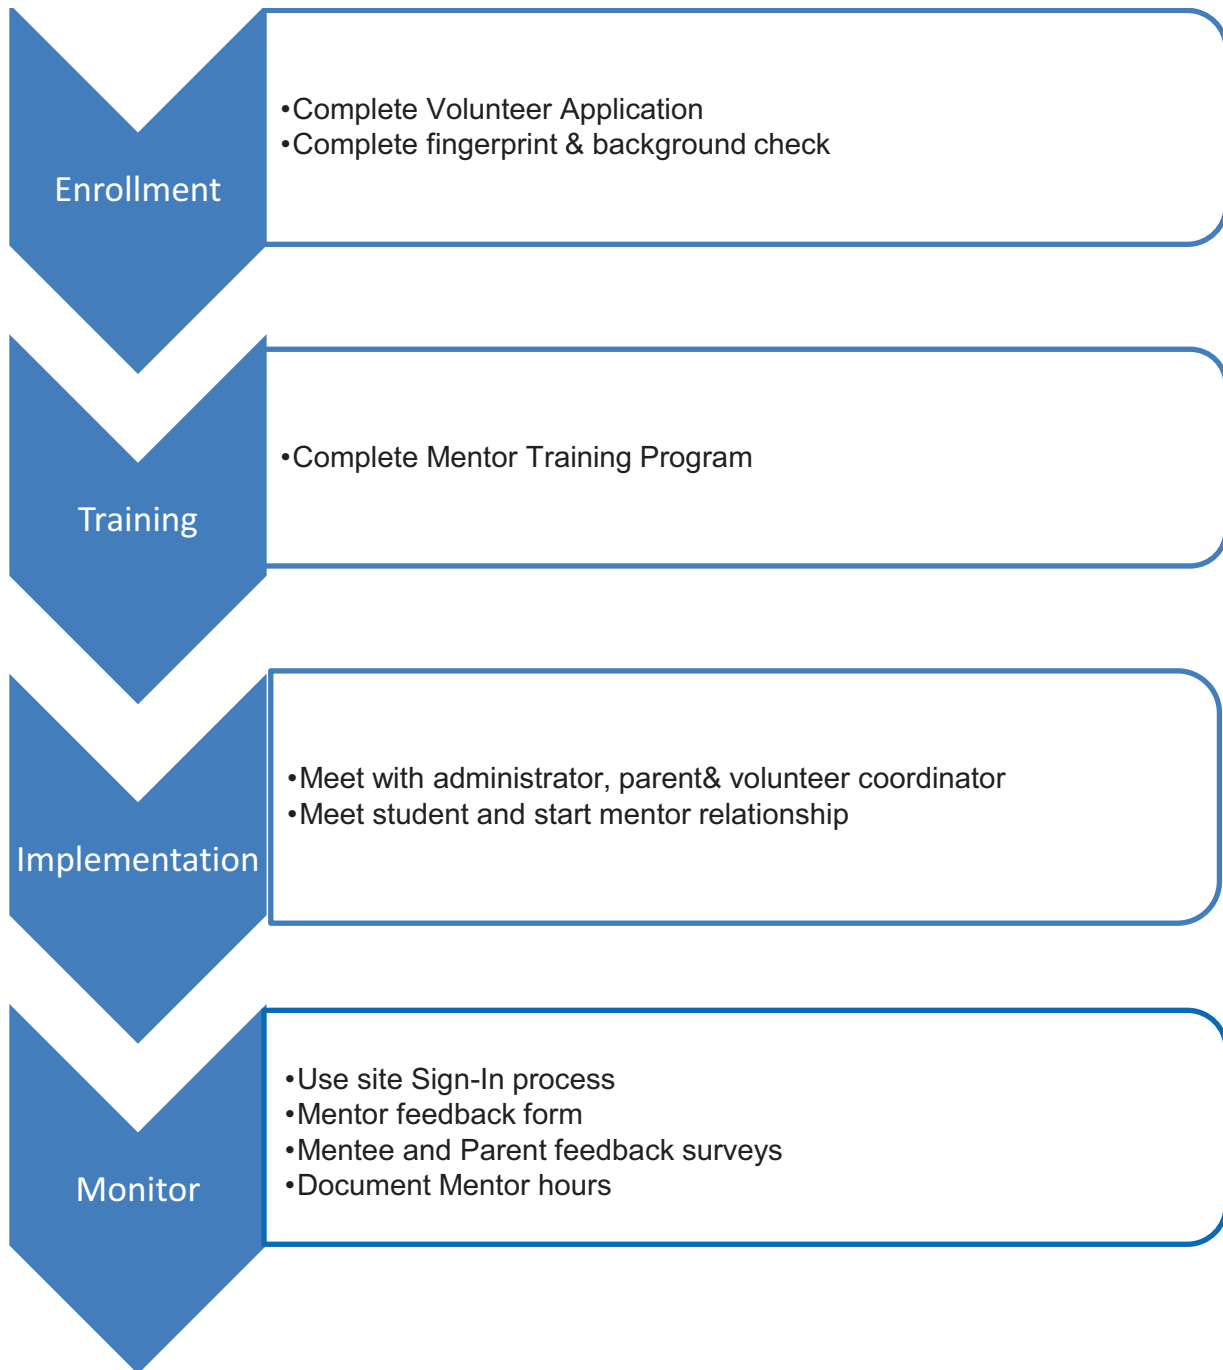 Enrollment
•Complete Volunteer Application
•Complete fingerprint & background check
Training
•Complete Mentor Training Program
Implementation
•Meet with administrator, parent& volunteer coordinator
•Meet student and start mentor relationship
Monitor
•Use site Sign-In process
•Mentor feedback form
•Mentee and Parent feedback surveys
•Document Mentor hours